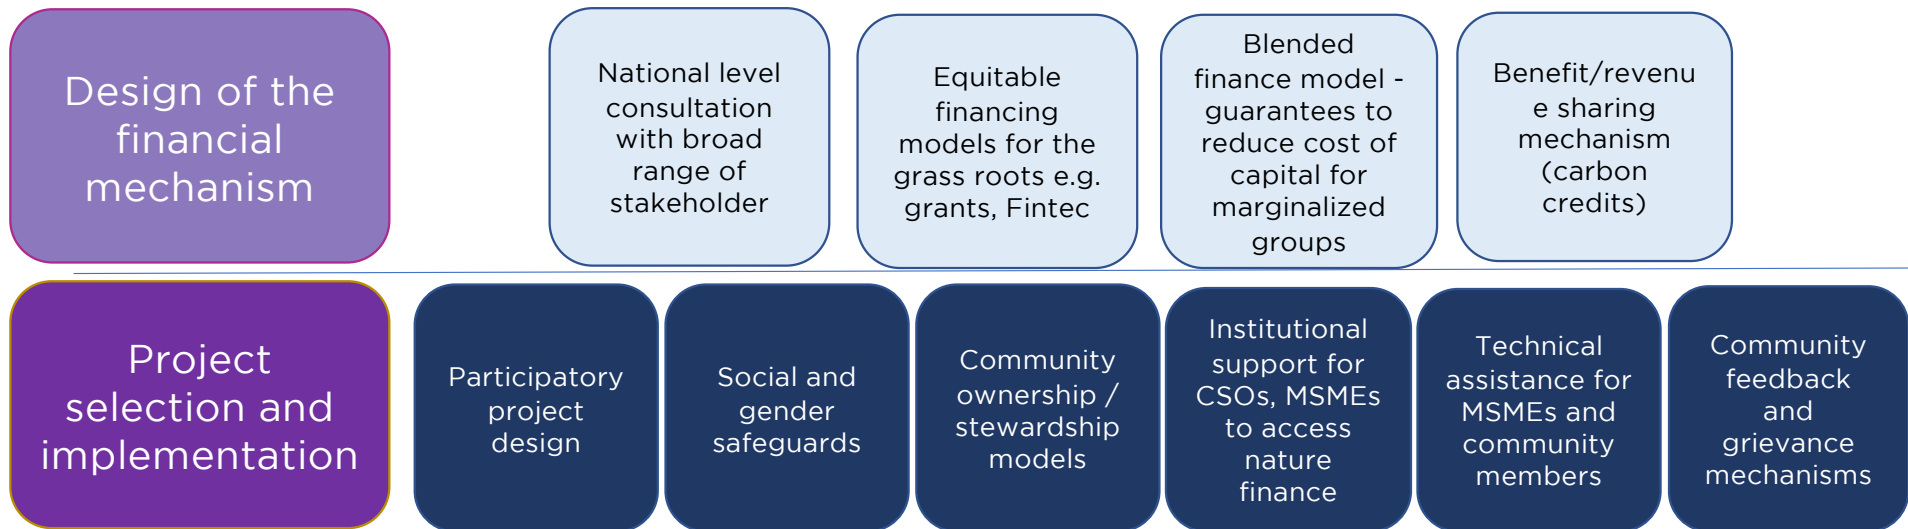 Design of the
financial
mechanism
National level
consultation
with broad
range of
stakeholder
Equitable
financing
models for the
grass roots e.g.
grants, Fintec
Blended
finance model -
guarantees to
reduce cost of
capital for
marginalized
groups
Benefit/revenu
e sharing
mechanism
(carbon
credits)
Project
selection and
implementation
Participatory
project
design
Social and
gender
safeguards
Community
ownership /
stewardship
models
Institutional
support for
CSOs, MSMEs
to access
nature
finance
Technical
assistance for
MSMEs and
community
members
Community
feedback
and
grievance
mechanisms